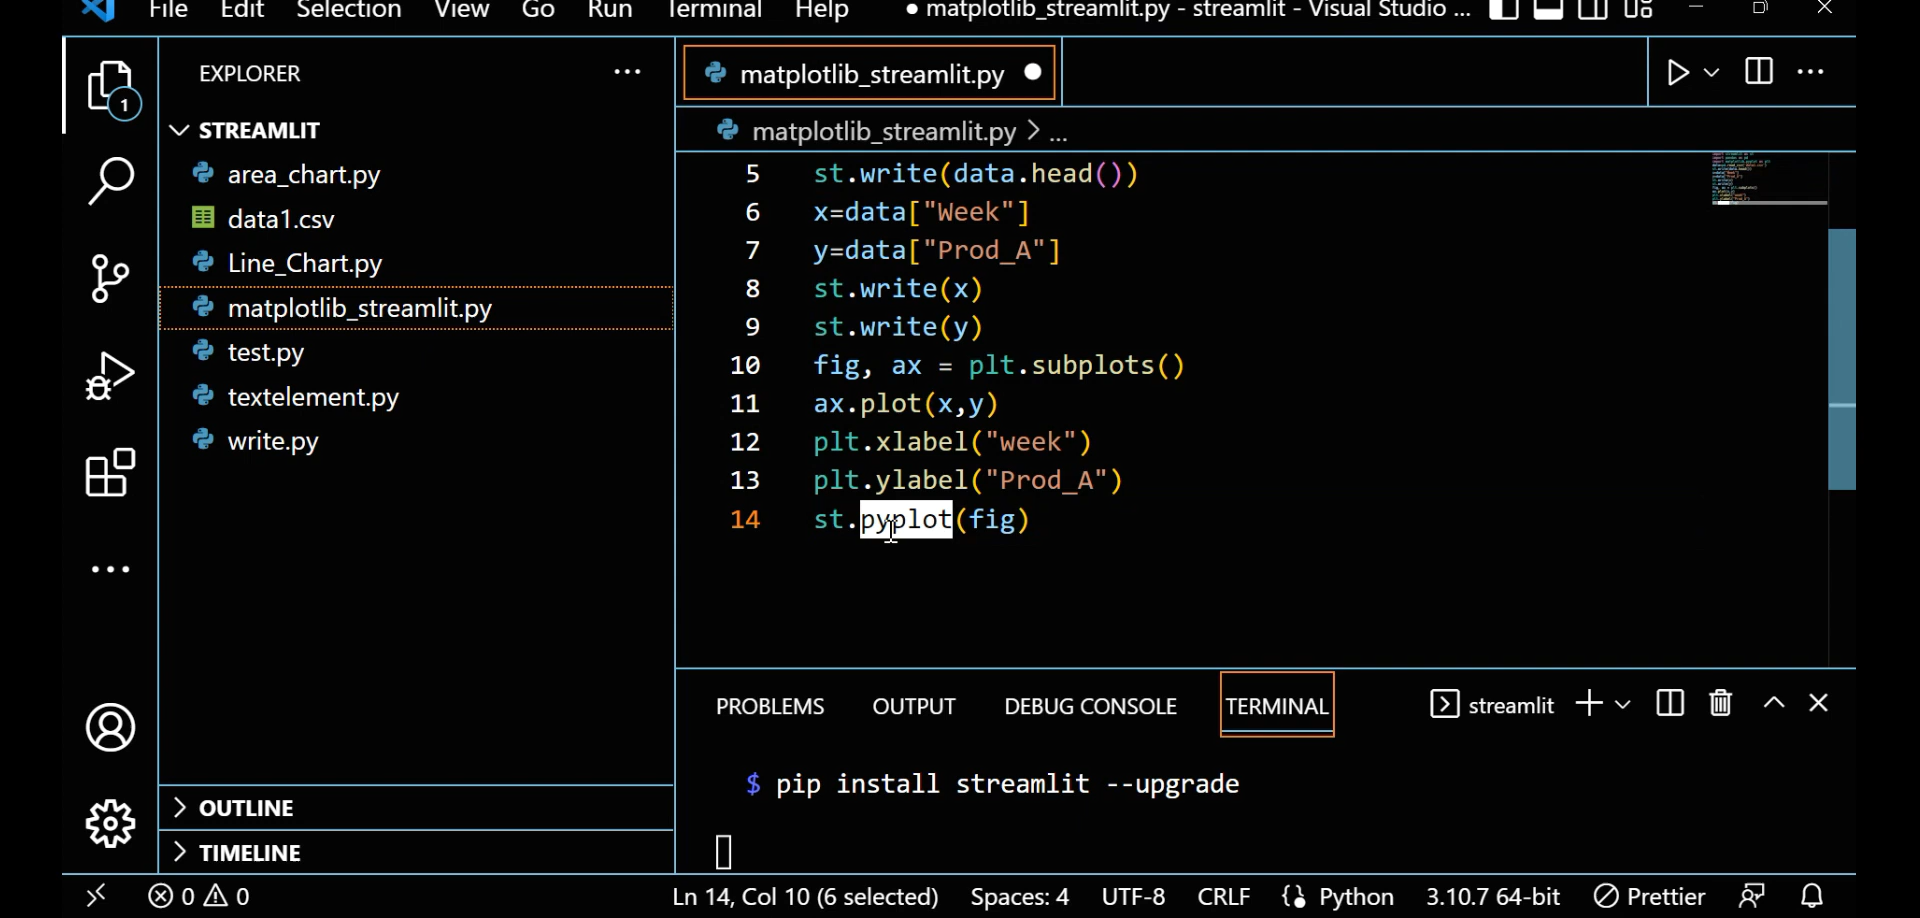 File Edit Selection View Go Run Terminal Help ● matplotlib_streamlit.py - streamlit - Visual Studio ...
EXPLORER ...
1
STREAMLIT
area_chart.py
data1.csv
Line_Chart.py
matplotlib_streamlit.py
test.py
textelement.py
write.py
OUTLINE
TIMELINE
matplotlib_streamlit.py ●
matplotlib_streamlit.py > ...
5 st.write(data.head())
6 x=data["Week"]
7 y=data["Prod_A"]
8 st.write(x)
9 st.write(y)
10 fig, ax = plt.subplots()
11 ax.plot(x,y)
12 plt.xlabel("week")
13 plt.ylabel("Prod_A")
14 st.pyplot(fig)
PROBLEMS OUTPUT DEBUG CONSOLE TERMINAL streamlit
$ pip install streamlit --upgrade
0 0 Ln 14, Col 10 (6 selected) Spaces: 4 UTF-8 CRLF {} Python 3.10.7 64-bit Prettier